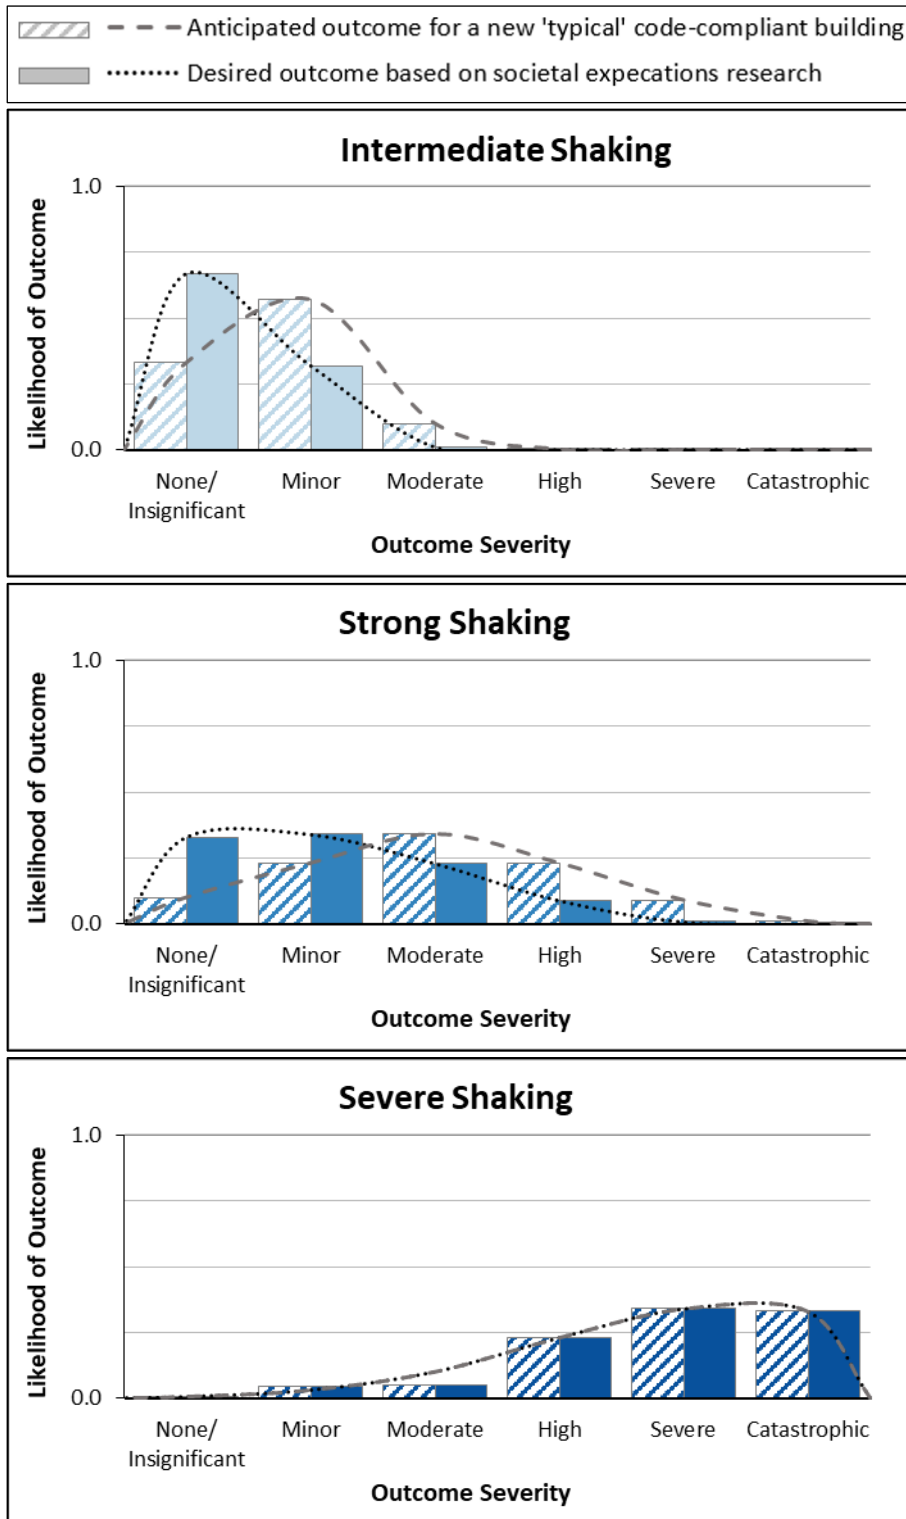 Anticipated outcome for a new 'typical' code-compliant building
Desired outcome based on societal expecations research
Intermediate Shaking
1.0
Likelihood of Outcome
0.0
None/ Minor Moderate High Severe Catastrophic
Insignificant
Outcome Severity
Strong Shaking
1.0
Likelihood of Outcome
0.0
None/ Minor Moderate High Severe Catastrophic
Insignificant
Outcome Severity
Severe Shaking
1.0
Likelihood of Outcome
0.0
None/ Minor Moderate High Severe Catastrophic
Insignificant
Outcome Severity